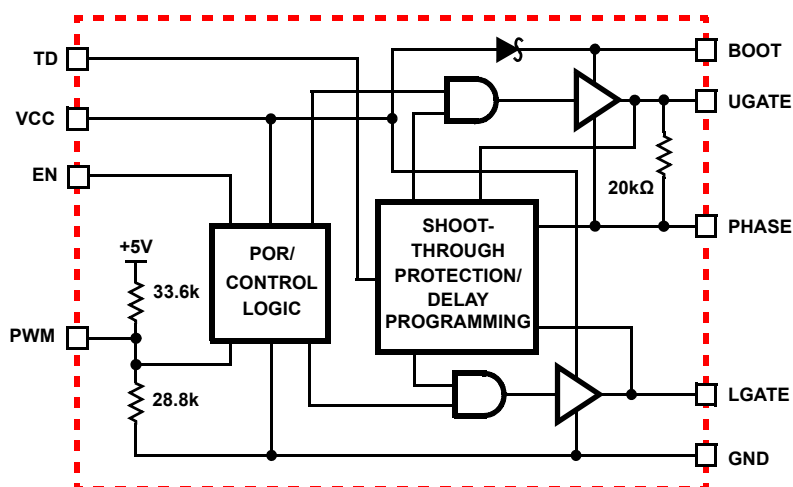 TD
VCC
EN
+5V
33.6k
PWM
28.8k
POR/
CONTROL
LOGIC
SHOOT-
THROUGH
PROTECTION/
DELAY
PROGRAMMING
20kΩ
BOOT
UGATE
PHASE
LGATE
GND